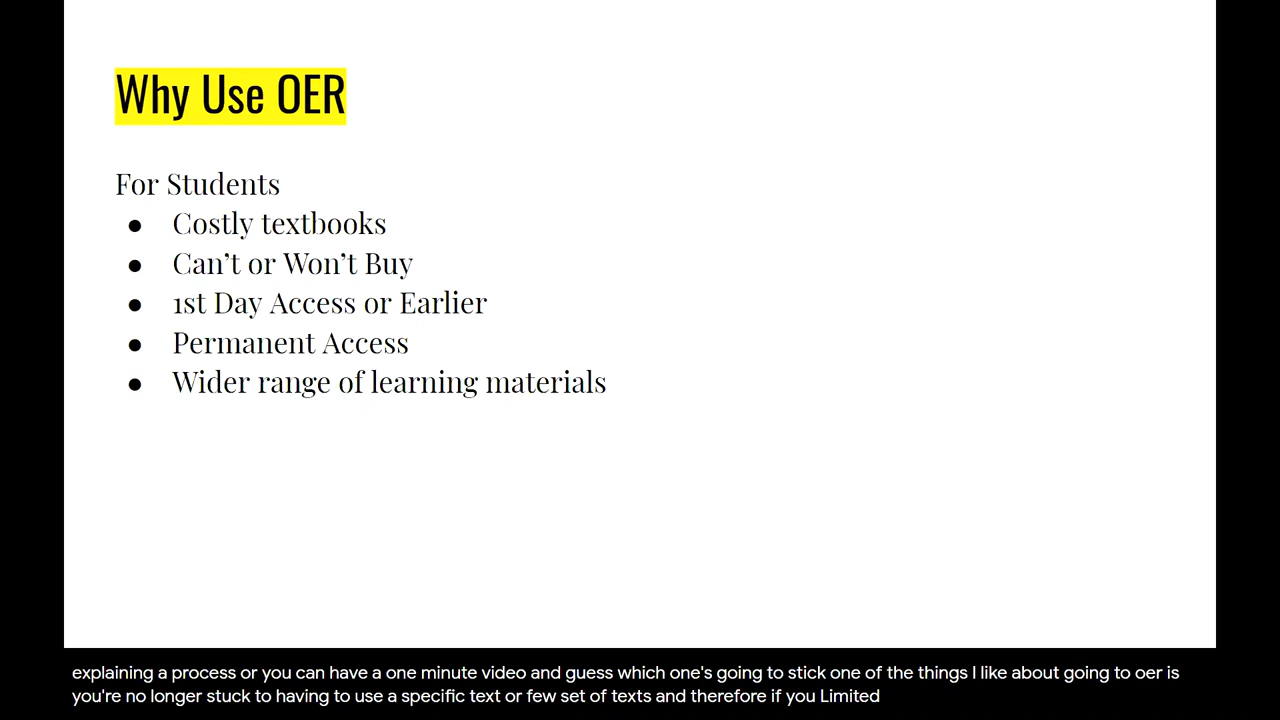 Why Use OER
For Students
● Costly textbooks
● Can't or Won't Buy
● 1st Day Access or Earlier
● Permanent Access
● Wider range of learning materials
explaining a process or you can have a one minute video and guess which one's going to stick one of the things I like about going to oer is
you're no longer stuck to having to use a specific text or few set of texts and therefore if you Limited